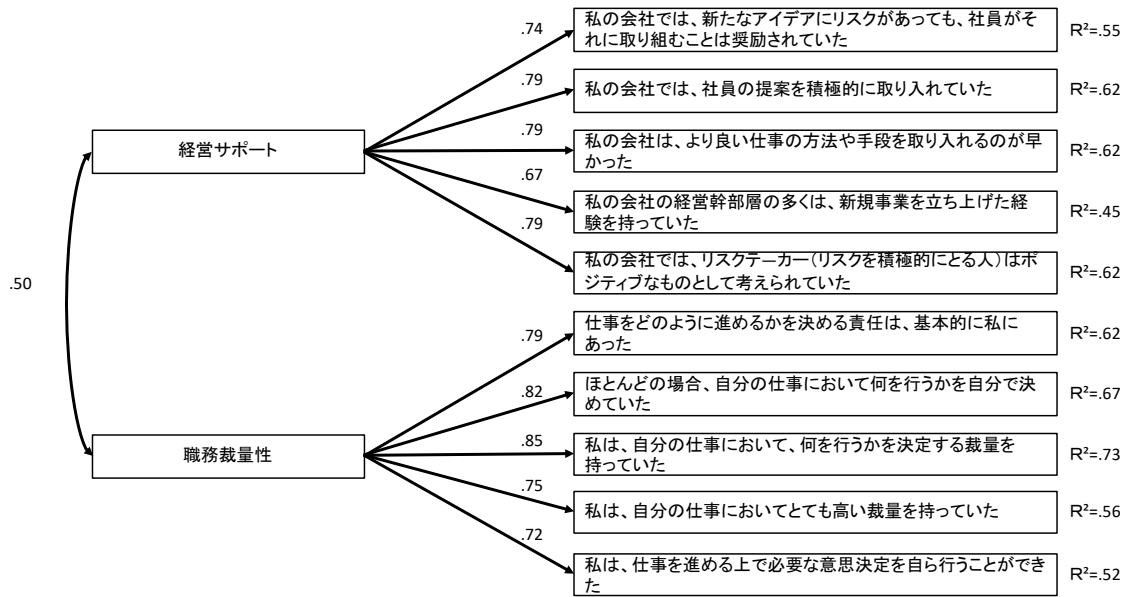 .74
私の会社では、新たなアイデアにリスクがあっても、社員がそ
れに取り組むことは奨励されていた
R²=.55
.79
私の会社では、社員の提案を積極的に取り入れていた
R²=.62
経営サポート
.79
私の会社は、より良い仕事の方法や手段を取り入れるのが早
かった
R²=.62
.67
私の会社の経営幹部層の多くは、新規事業を立ち上げた経
験を持っていた
R²=.45
.79
私の会社では、リスクテーカー(リスクを積極的にとる人)はポ
ジティブなものとして考えられていた
R²=.62
.50
.79
仕事をどのように進めるかを決める責任は、基本的に私に
あった
R²=.62
.82
ほとんどの場合、自分の仕事において何を行うかを自分で決
めていた
R²=.67
職務裁量性
.85
私は、自分の仕事において、何を行うかを決定する裁量を
持っていた
R²=.73
.75
私は、自分の仕事においてとても高い裁量を持っていた
R²=.56
.72
私は、仕事を進める上で必要な意思決定を自ら行うことができ
た
R²=.52